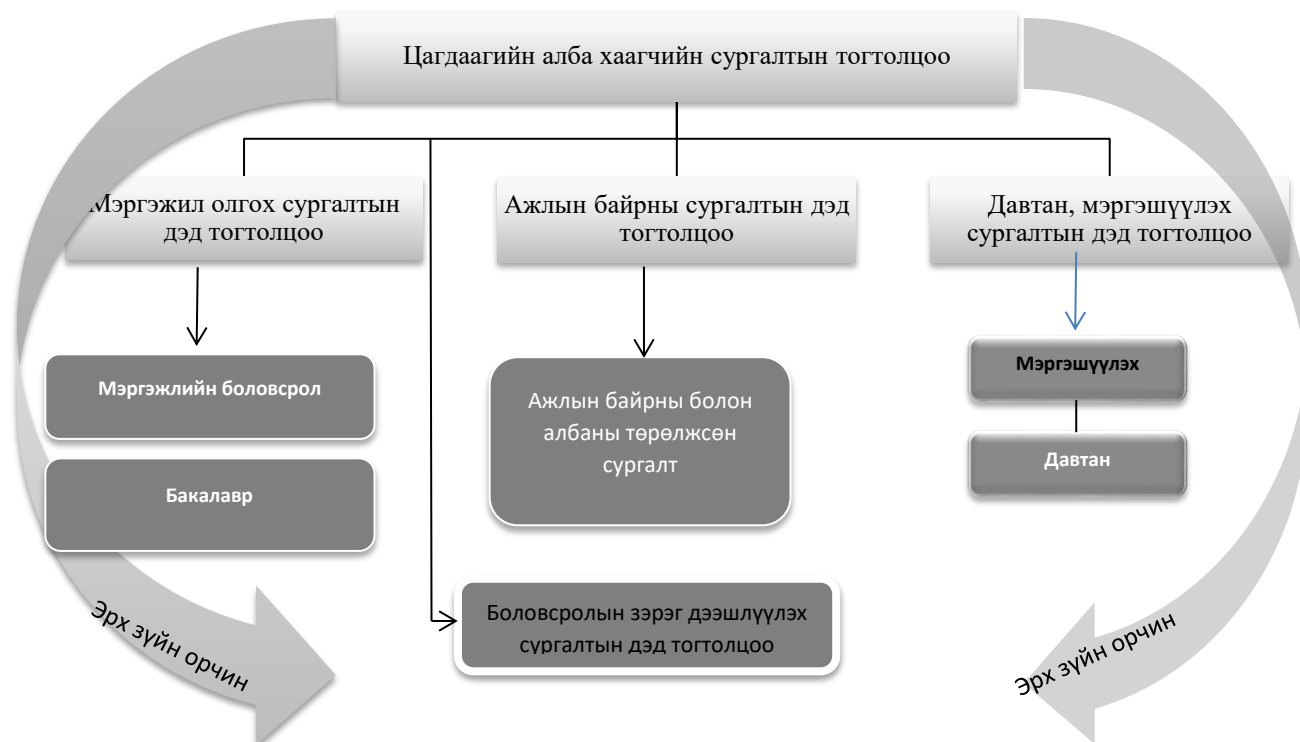 Цагдаагийн алба хаагчийн сургалтын тогтолцоо
Мэргэжил олгох сургалтын
дэд тогтолцоо
Ажлын байрны сургалтын дэд
тогтолцоо
Давтан, мэргэшүүлэх
сургалтын дэд тогтолцоо
Мэргэжлийн боловсрол
Бакалавр
Ажлын байрны болон
албаны төрөлжсөн
сургалт
Мэргэшүүлэх
Давтан
Боловсролын зэрэг дээшлүүлэх
сургалтын дэд тогтолцоо
Эрх зүйн орчин
Эрх зүйн орчин